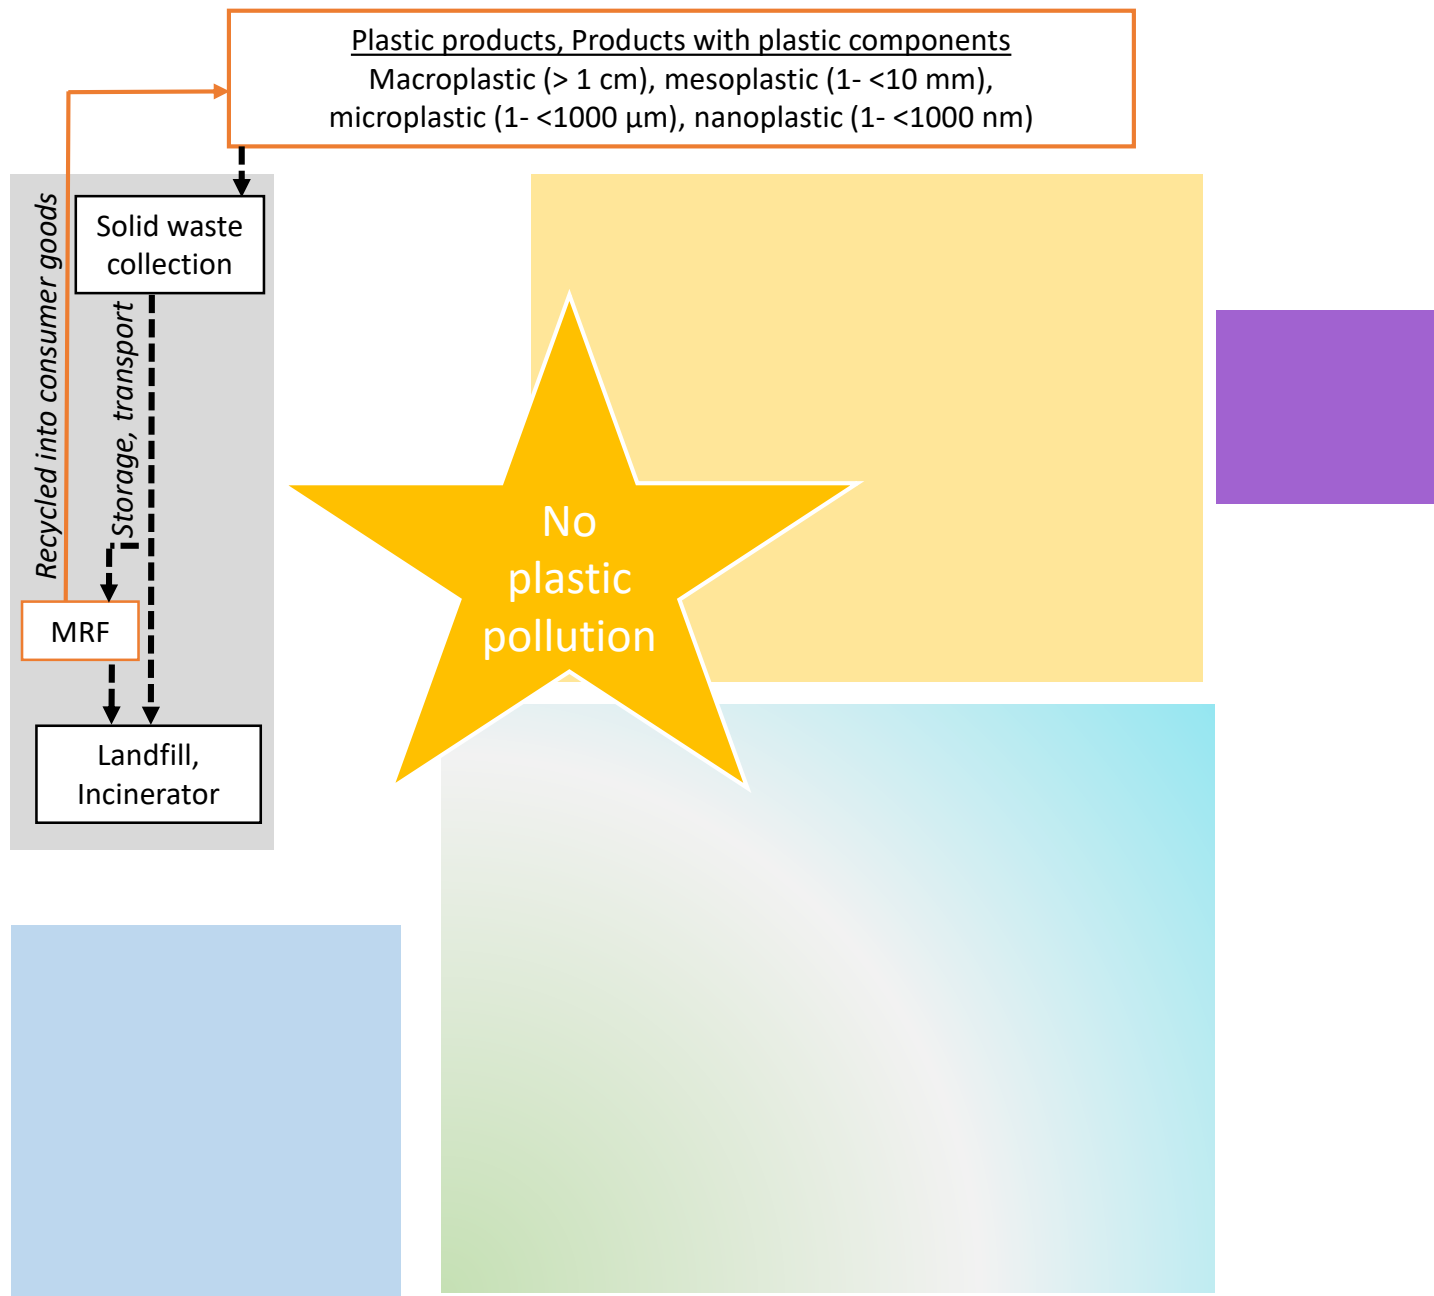 Plastic products, Products with plastic components
Macroplastic (> 1 cm), mesoplastic (1- <10 mm),
microplastic (1- <1000 µm), nanoplastic (1- <1000 nm)
Solid waste
collection
Recycled into consumer goods
Storage, transport
No
plastic
pollution
MRF
Landfill,
Incinerator